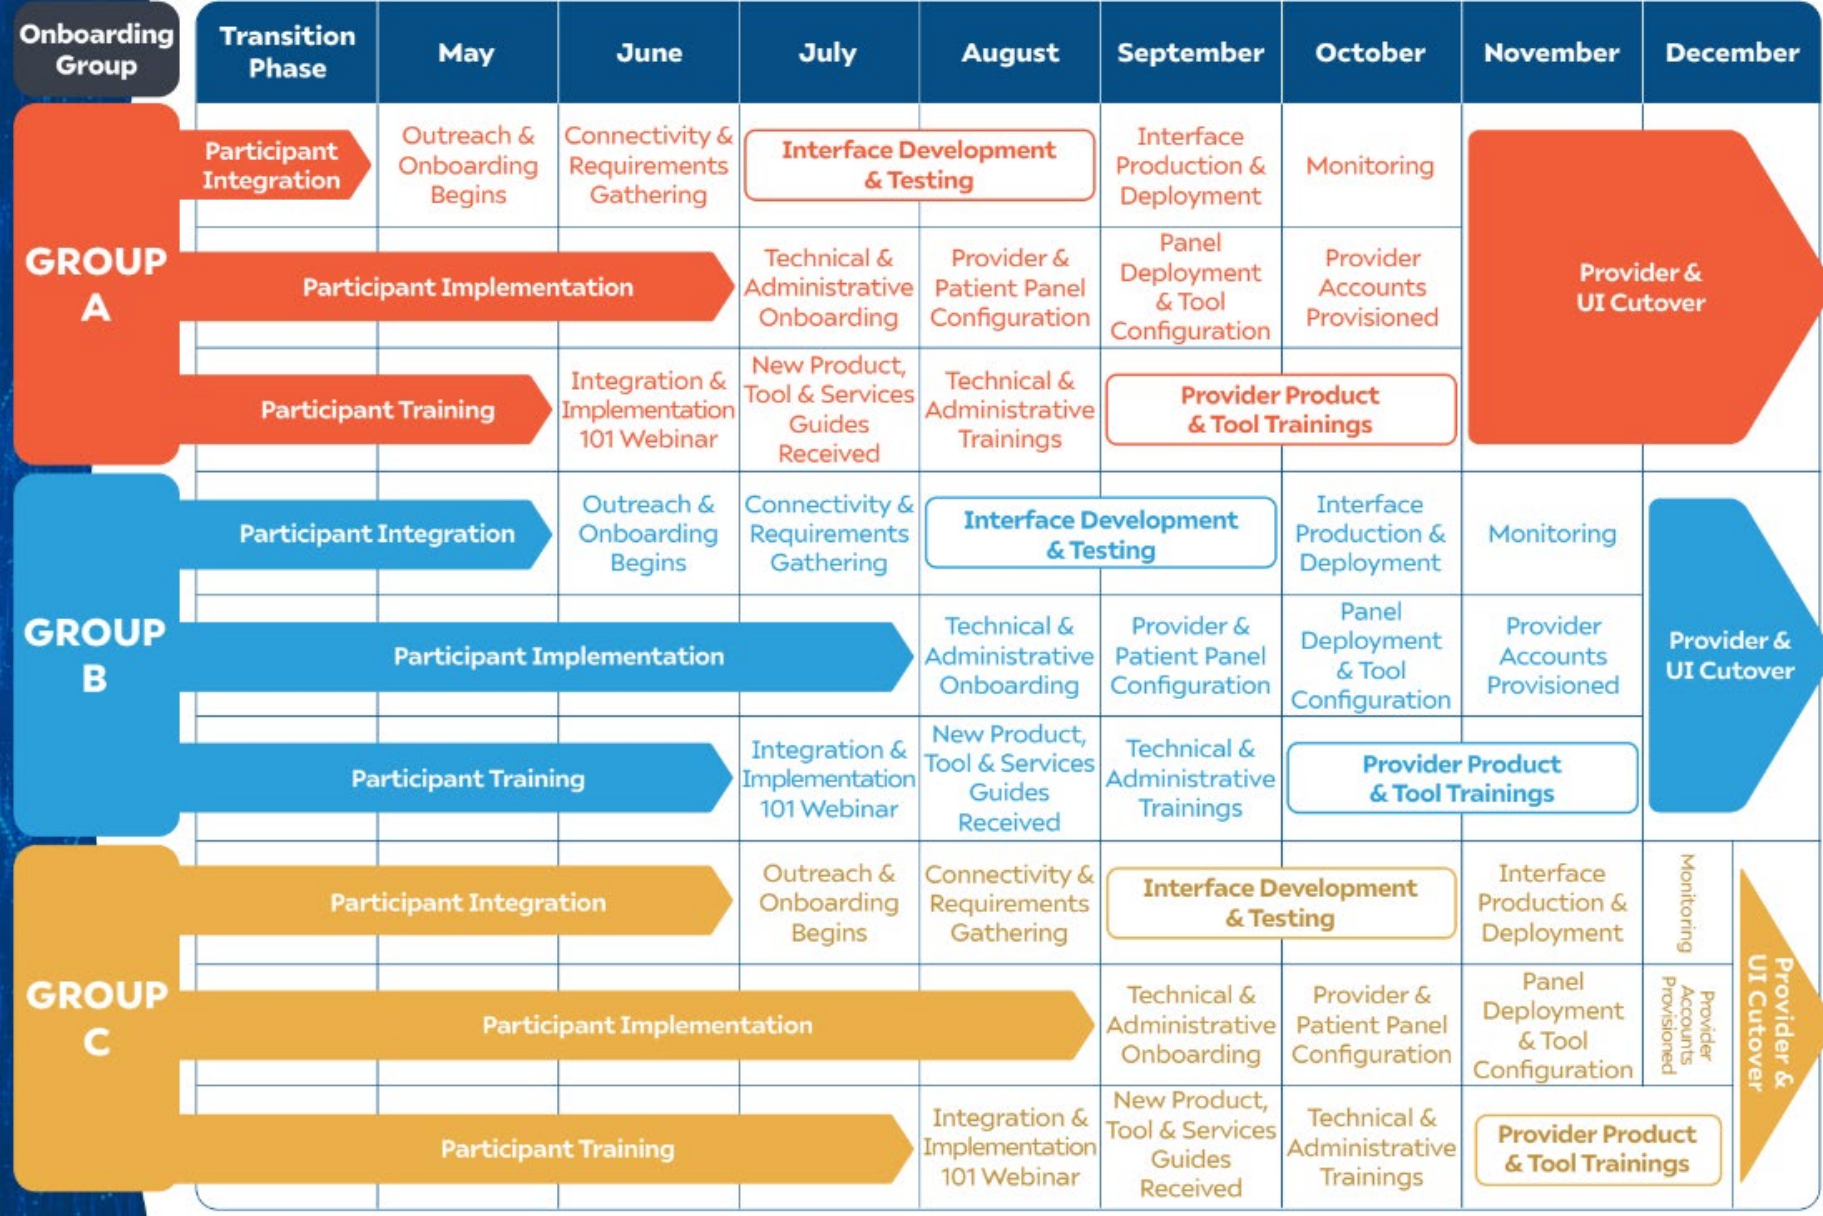 Onboarding
Group
Transition
Phase
May
June
July
August
September
October
November
December
GROUP
A
Participant
Integration
Outreach &
Onboarding
Begins
Connectivity &
Requirements
Gathering
Interface Development
& Testing
Interface
Production &
Deployment
Monitoring
Provider &
UI Cutover
Participant Implementation
Technical &
Administrative
Onboarding
Provider &
Patient Panel
Configuration
Panel
Deployment
& Tool
Configuration
Provider
Accounts
Provisioned
Participant Training
Integration &
Implementation
101 Webinar
New Product,
Tool & Services
Guides
Received
Technical &
Administrative
Trainings
Provider Product
& Tool Trainings
GROUP
B
Participant Integration
Outreach &
Onboarding
Begins
Connectivity &
Requirements
Gathering
Interface Development
& Testing
Interface
Production &
Deployment
Monitoring
Provider &
UI Cutover
Participant Implementation
Technical &
Administrative
Onboarding
Provider &
Patient Panel
Configuration
Panel
Deployment
& Tool
Configuration
Provider
Accounts
Provisioned
Participant Training
Integration &
Implementation
101 Webinar
New Product,
Tool & Services
Guides
Received
Technical &
Administrative
Trainings
Provider Product
& Tool Trainings
GROUP
C
Participant Integration
Outreach &
Onboarding
Begins
Connectivity &
Requirements
Gathering
Interface Development
& Testing
Interface
Production &
Deployment
Monitoring
Provider &
UI Cutover
Participant Implementation
Technical &
Administrative
Onboarding
Provider &
Patient Panel
Configuration
Panel
Deployment
& Tool
Configuration
Provider
Accounts
Provisioned
Participant Training
Integration &
Implementation
101 Webinar
New Product,
Tool & Services
Guides
Received
Technical &
Administrative
Trainings
Provider Product
& Tool Trainings